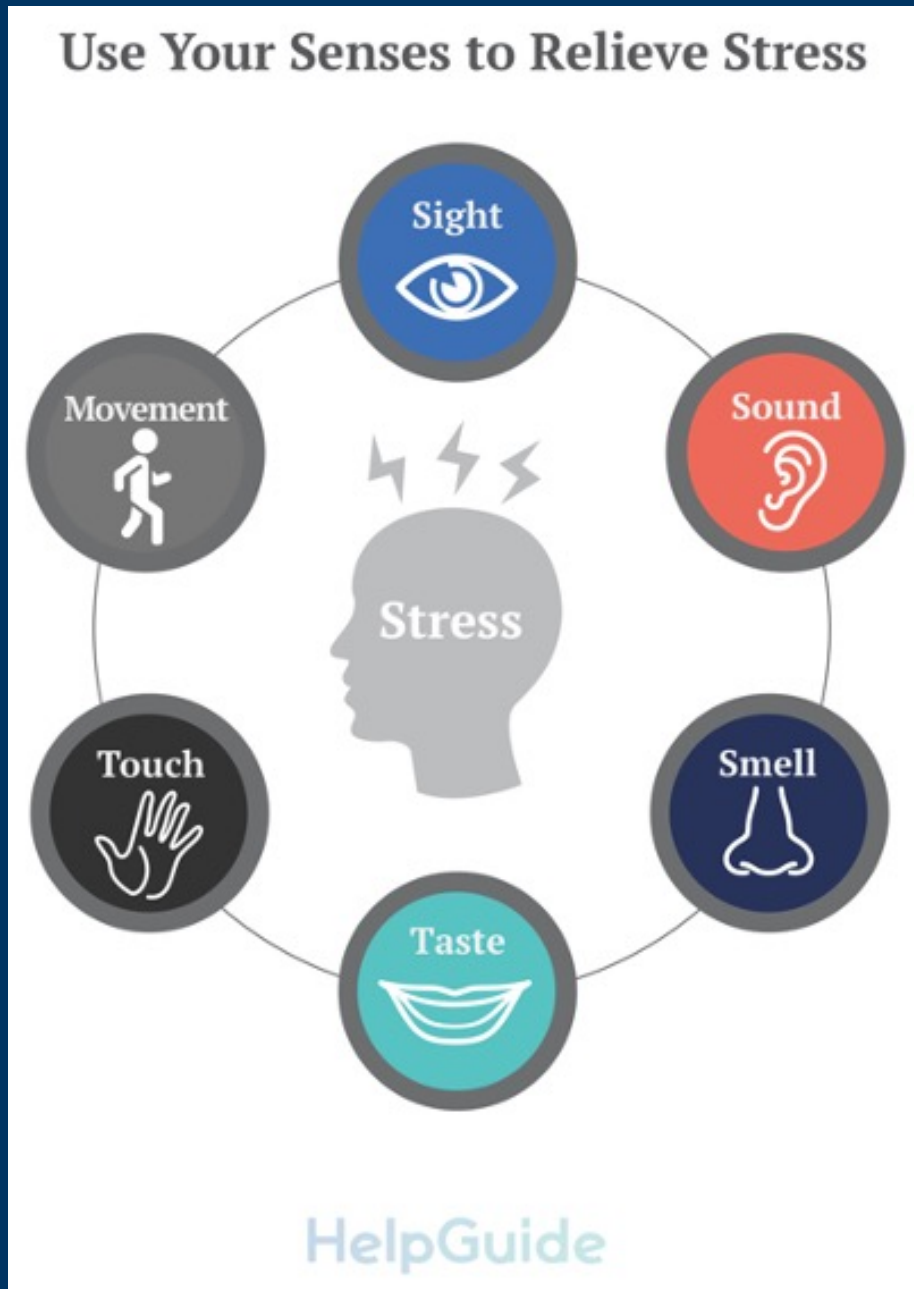 Use Your Senses to Relieve Stress
Sight
Sound
Smell
Taste
Touch
Movement
Stress
HelpGuide